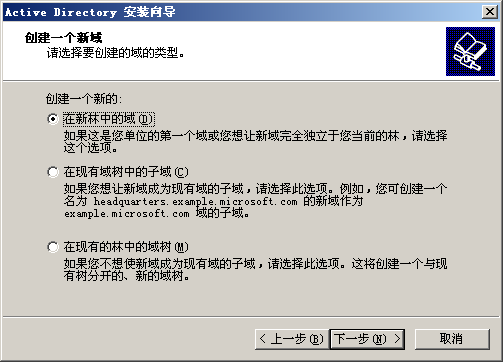 Active Directory 安装向导
创建一个新域
请选择要创建的域的类型。
创建一个新的:
在新林中的域(D)
如果这是您单位的第一个域或您想让新域完全独立于您当前的林，请选择
这个选项。
在现有域树中的子域(C)
如果您想让新域成为现有域的子域，请选择此选项。例如，您可创建一个
名为 headquarters.example.microsoft.com 的新域作为
example.microsoft.com 域的子域。
在现有的林中的域树(M)
如果您不想使新域成为现有域的子域，请选择此选项。这将创建一个与现
有树分开的、新的域树。
< 上一步(B) 下一步(N) > 取消